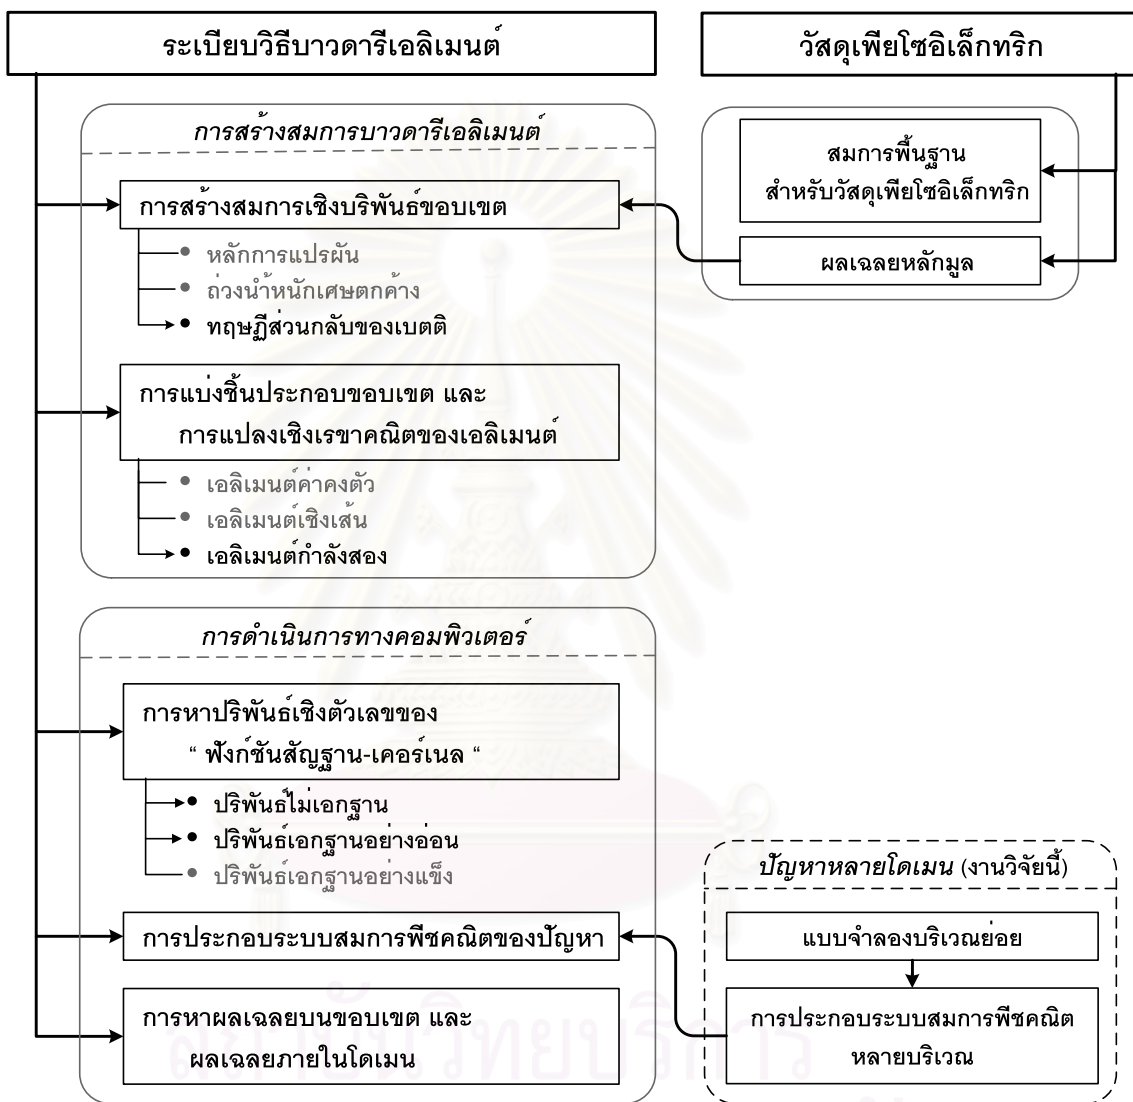 ระเบียบวิธีบาวดารีเอลิเมนต์
วัสดุเพียโซอิเล็กทริก
การสร้างสมการบาวดารีเอลิเมนต์
การสร้างสมการเชิงปริพันธ์ขอบเขต
หลักการแปรผัน
ถ่วงน้ำหนักเศษตกค้าง
ทฤษฎีส่วนกลับของเบตติ
การแบ่งชิ้นประกอบขอบเขต และ
การแปลงเชิงเรขาคณิตของเอลิเมนต์
เอลิเมนต์ค่าคงตัว
เอลิเมนต์เชิงเส้น
เอลิเมนต์กำลังสอง
สมการพื้นฐาน
สำหรับวัสดุเพียโซอิเล็กทริก
ผลเฉลยหลักมูล
การดำเนินการทางคอมพิวเตอร์
การหาปริพันธ์เชิงตัวเลขของ
“ ฟังก์ชันสัญฐาน-เคอร์เนล “
ปริพันธ์ไม่เอกฐาน
ปริพันธ์เอกฐานอย่างอ่อน
ปริพันธ์เอกฐานอย่างแข็ง
การประกอบระบบสมการพีชคณิตของปัญหา
การหาผลเฉลยบนขอบเขต และ
ผลเฉลยภายในโดเมน
ปัญหาหลายโดเมน (งานวิจัยนี้)
แบบจำลองบริเวณย่อย
การประกอบระบบสมการพีชคณิต
หลายบริเวณ
สถาบันวิทยบริการ